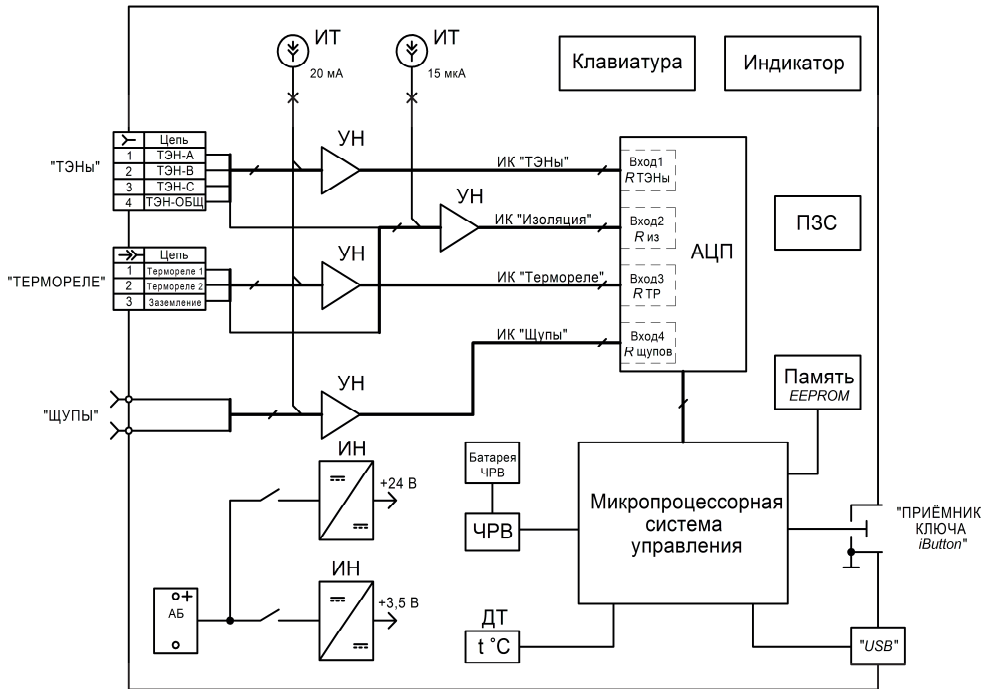 ИТ
20 мА
ИТ
15 мкА
Клавиатура
Индикатор
"ТЭНы"
Цепь
1 ТЭН-А
2 ТЭН-В
3 ТЭН-С
4 ТЭН-ОБЩ
УН
ИК "ТЭНы"
Вход1
R ТЭНы
УН
ИК "Изоляция"
Вход2
R из
АЦП
ПЗС
"ТЕРМОРЕЛЕ"
Цепь
1 Термореле 1
2 Термореле 2
3 Заземление
УН
ИК "Термореле"
Вход3
R ТР
ИК "Щупы"
Вход4
R щупов
"ЩУПЫ"
УН
Память
EEPROM
ИН
+24 В
Батарея
ЧРВ
ЧРВ
Микропроцессорная
система
управления
"ПРИЁМНИК
КЛЮЧА
iButton"
АБ
+
ИН
+3,5 В
ДТ
t °C
"USB"